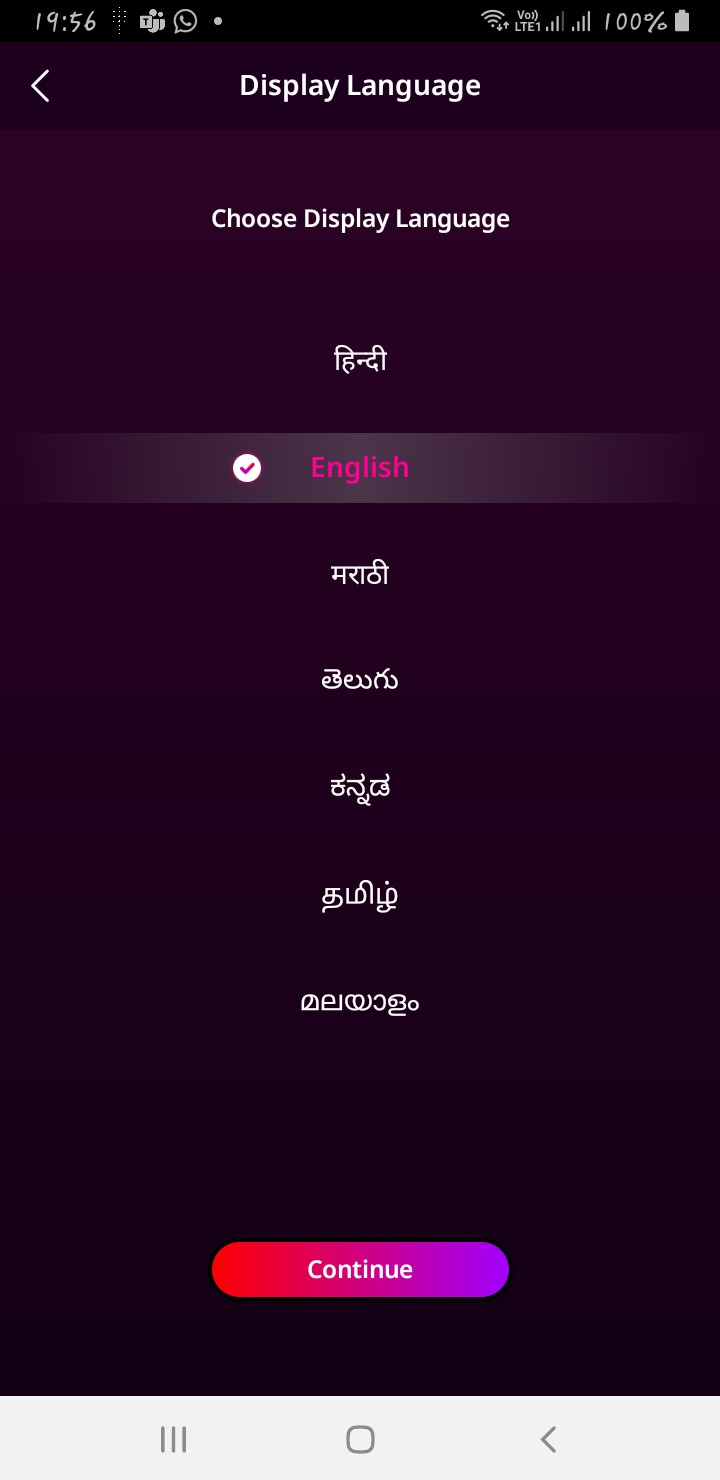 19:56
Vo))
LTE1
100%
Display Language
Choose Display Language
हिन्दी
English
मराठी
తెలుగు
ಕನ್ನಡ
தமிழ்
മലയാളം
Continue